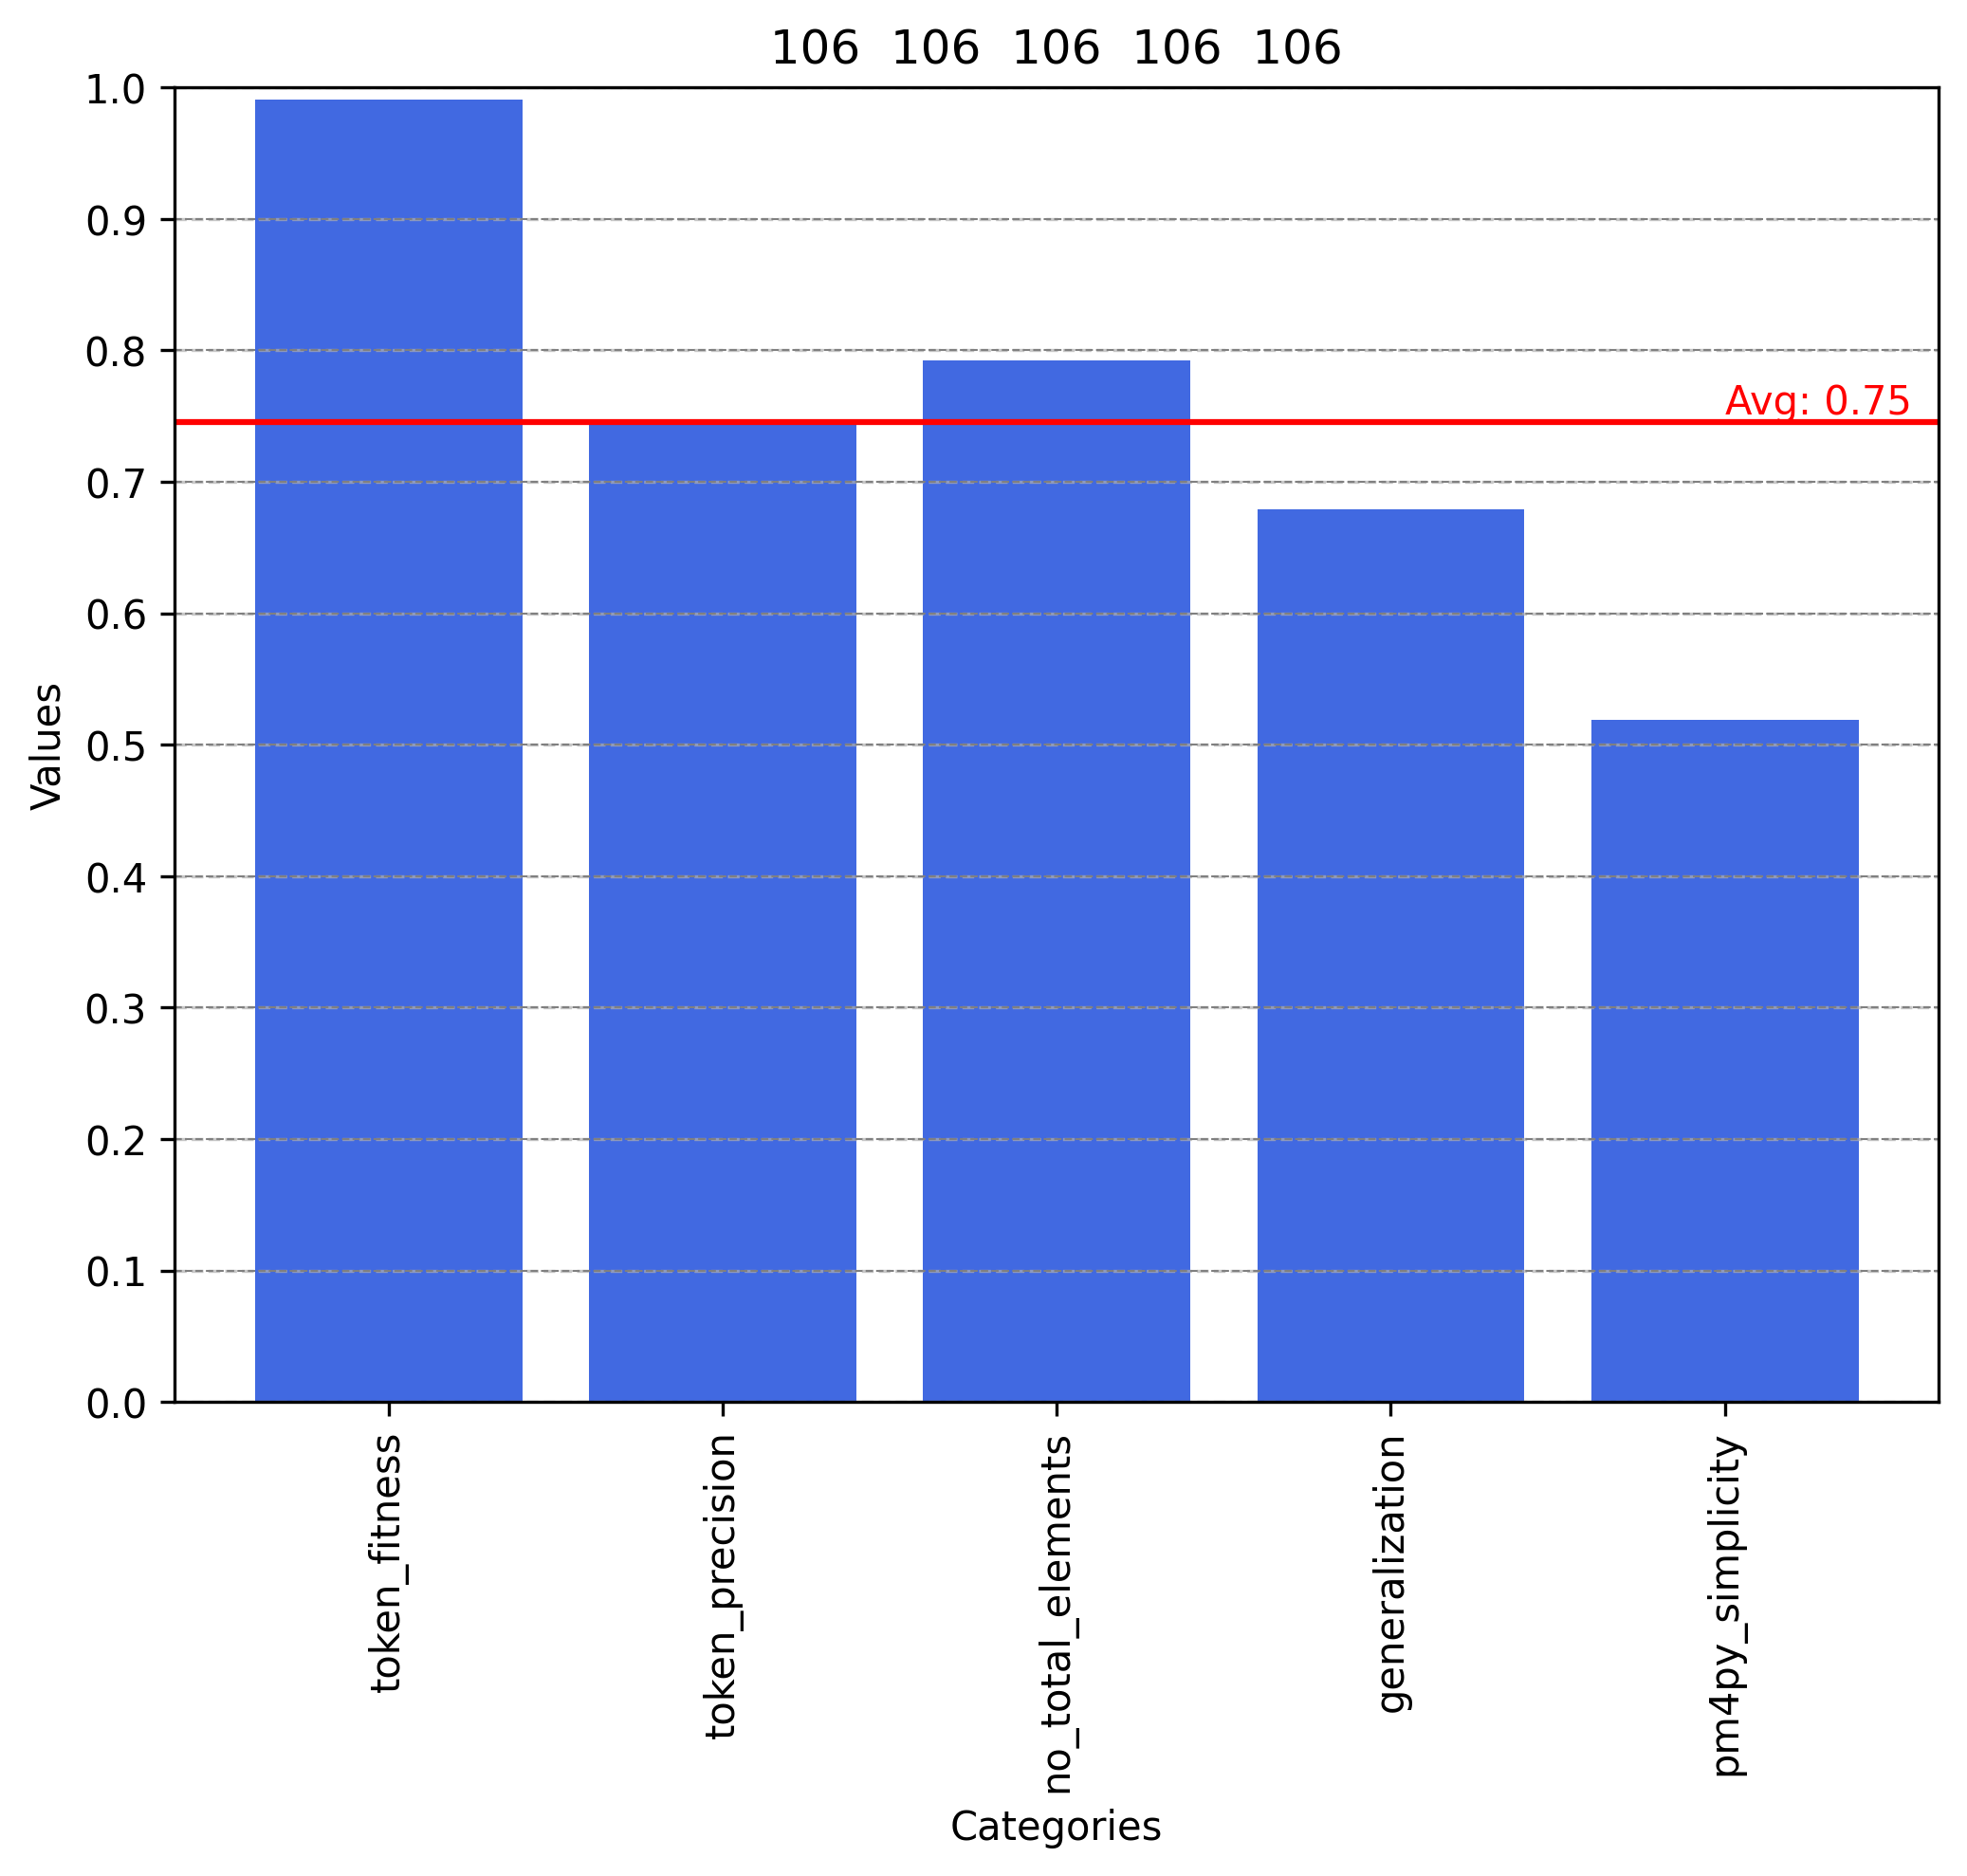 106 106 106 106 106
1.0
0.9
0.8
0.7
0.6
0.5
0.4
0.3
0.2
0.1
0.0
Values
Avg: 0.75
token_fitness
token_precision
no_total_elements
generalization
pm4py_simplicity
Categories